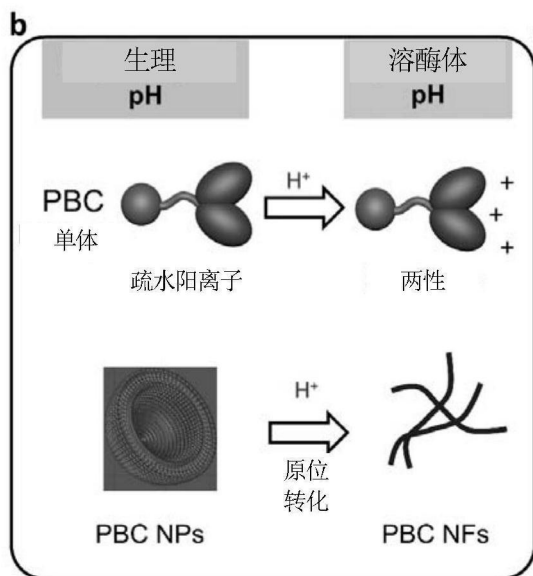 b
生理
pH
溶酶体
pH
PBC
单体
H⁺
+
+
+
疏水阳离子
两性
H⁺
原位
转化
PBC NPs
PBC NFs